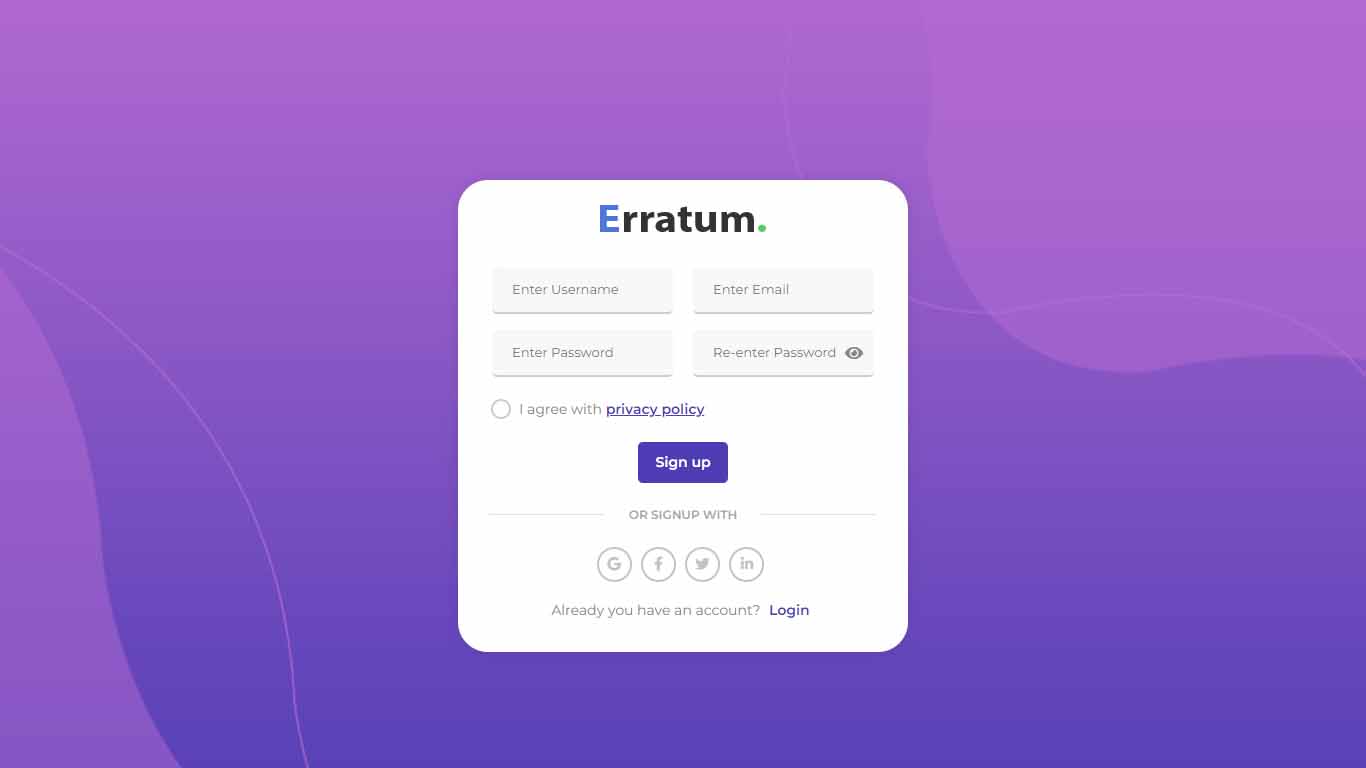 Erratum.
Enter Username
Enter Email
Enter Password
Re-enter Password
I agree with privacy policy
Sign up
OR SIGNUP WITH
Already you have an account? Login